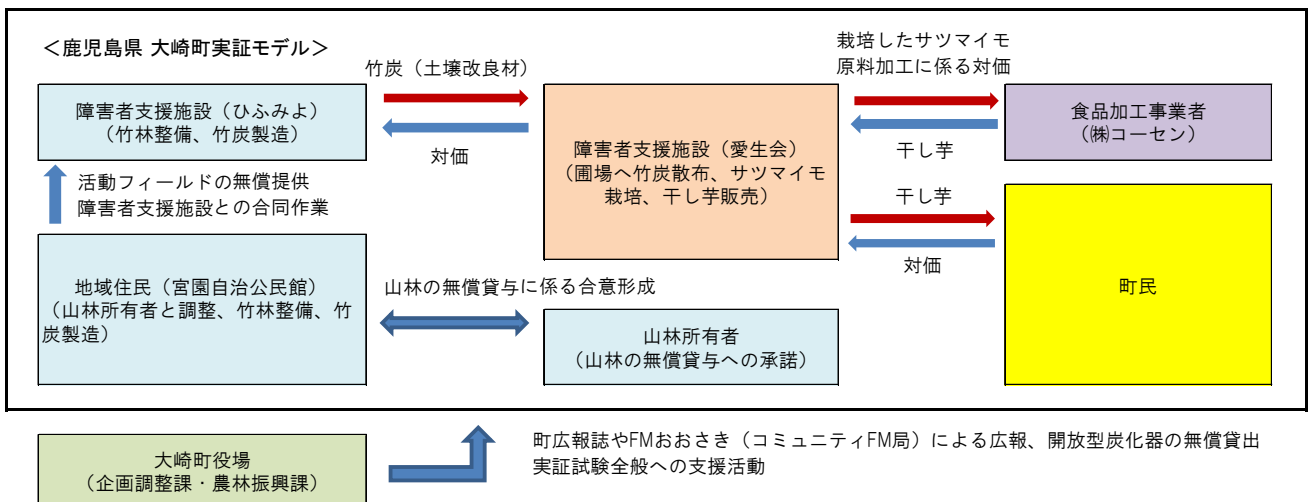 ＜鹿児島県 大崎町実証モデル＞
竹炭（土壌改良材）
栽培したサツマイモ
原料加工に係る対価
障害者支援施設（ひふみよ）
（竹林整備、竹炭製造）
対価
障害者支援施設（愛生会）
（圃場へ竹炭散布、サツマイモ
栽培、干し芋販売）
食品加工事業者
（㈱コーセン）
干し芋
活動フィールドの無償提供
障害者支援施設との合同作業
干し芋
対価
町民
地域住民（宮園自治公民館）
（山林所有者と調整、竹林整備、竹
炭製造）
山林の無償貸与に係る合意形成
山林所有者
（山林の無償貸与への承諾）
大崎町役場
（企画調整課・農林振興課）
町広報誌やFMおおさき（コミュニティFM局）による広報、開放型炭化器の無償貸出
実証試験全般への支援活動